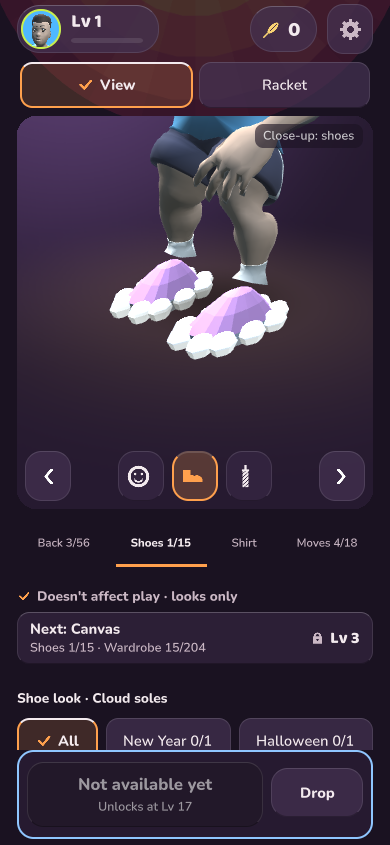 Lv 1
0
View
Racket
Close-up: shoes
Back 3/56
Shoes 1/15
Shirt
Moves 4/18
Doesn't affect play · looks only
Next: Canvas
Shoes 1/15 · Wardrobe 15/204
Lv 3
Shoe look · Cloud soles
All
New Year 0/1
Halloween 0/1
Not available yet
Unlocks at Lv 17
Drop